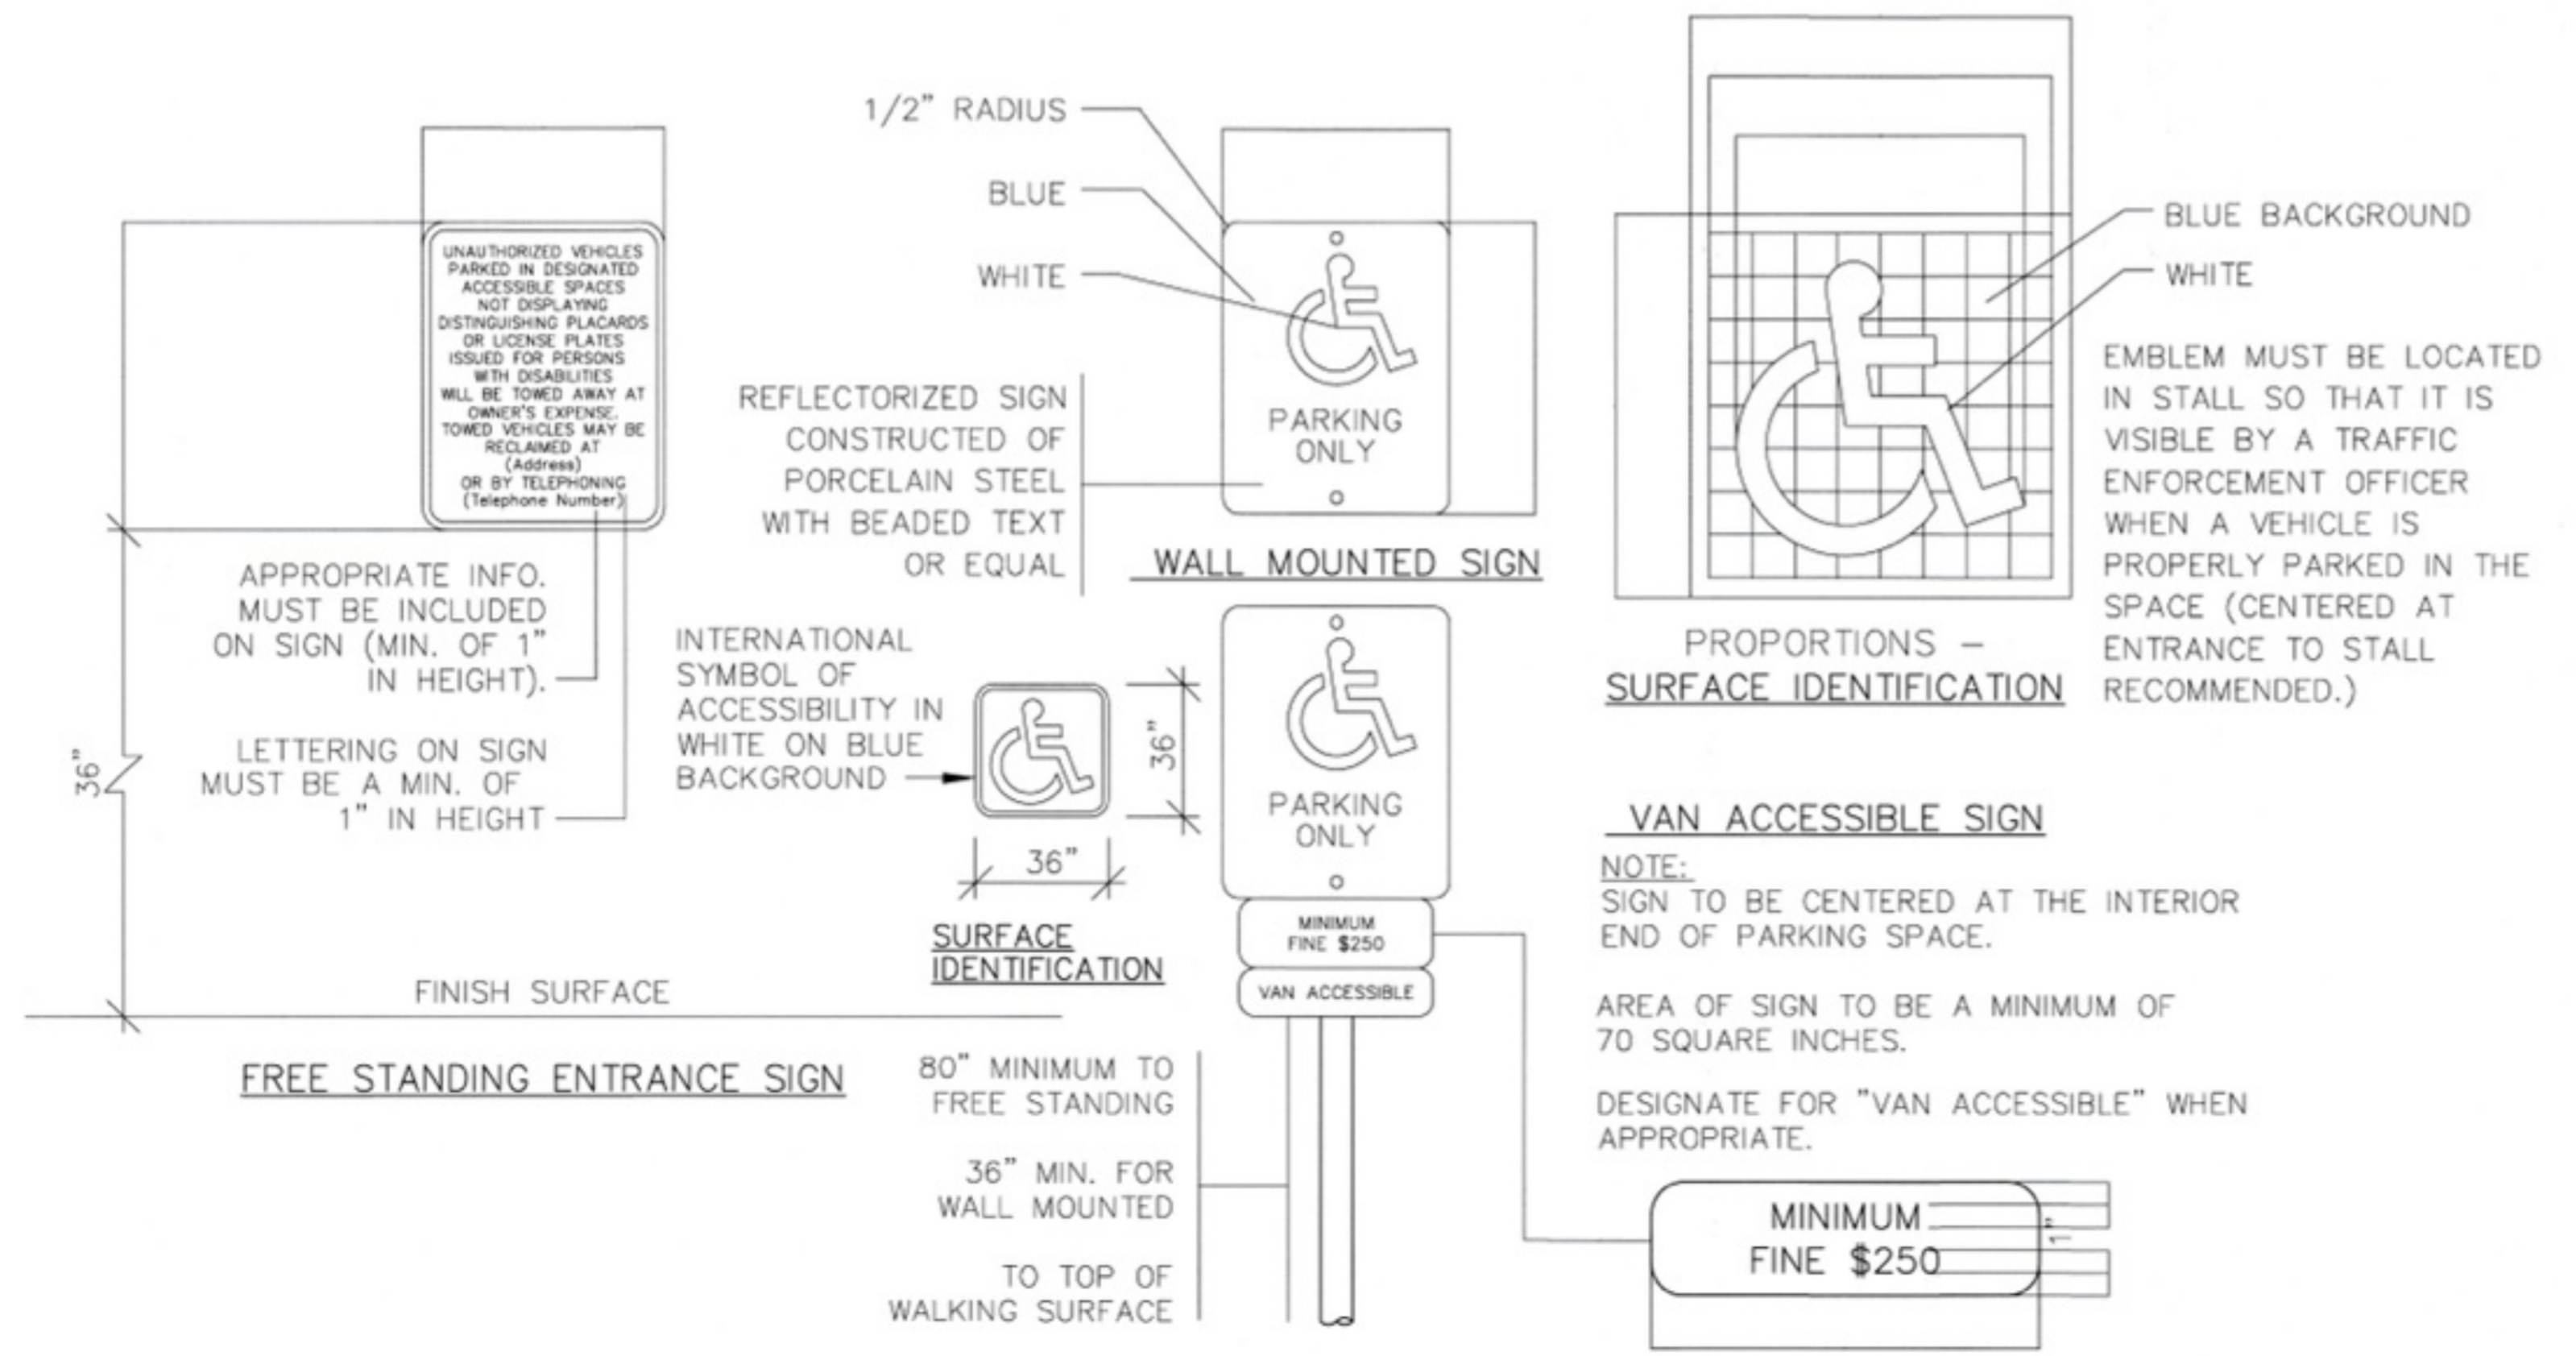 UNAUTHORIZED VEHICLES
PARKED IN DESIGNATED
ACCESSIBLE SPACES
NOT DISPLAYING
DISTINGUISHING PLACARDS
OR LICENSE PLATES
ISSUED FOR PERSONS
WITH DISABILITIES
WILL BE TOWED AWAY AT
OWNER'S EXPENSE.
TOWED VEHICLES MAY BE
RECLAIMED AT
(Address)
OR BY TELEPHONING
(Telephone Number)
APPROPRIATE INFO.
MUST BE INCLUDED
ON SIGN (MIN. OF 1"
IN HEIGHT).
LETTERING ON SIGN
MUST BE A MIN. OF
1" IN HEIGHT
36"
FINISH SURFACE
FREE STANDING ENTRANCE SIGN
1/2" RADIUS
BLUE
WHITE
REFLECTORIZED SIGN
CONSTRUCTED OF
PORCELAIN STEEL
WITH BEADED TEXT
OR EQUAL
PARKING
ONLY
WALL MOUNTED SIGN
INTERNATIONAL
SYMBOL OF
ACCESSIBILITY IN
WHITE ON BLUE
BACKGROUND
36"
36"
SURFACE
IDENTIFICATION
PARKING
ONLY
MINIMUM
FINE $250
VAN ACCESSIBLE
80" MINIMUM TO
FREE STANDING
36" MIN. FOR
WALL MOUNTED
TO TOP OF
WALKING SURFACE
BLUE BACKGROUND
WHITE
EMBLEM MUST BE LOCATED
IN STALL SO THAT IT IS
VISIBLE BY A TRAFFIC
ENFORCEMENT OFFICER
WHEN A VEHICLE IS
PROPERLY PARKED IN THE
SPACE (CENTERED AT
ENTRANCE TO STALL
RECOMMENDED.)
PROPORTIONS -
SURFACE IDENTIFICATION
VAN ACCESSIBLE SIGN
NOTE:
SIGN TO BE CENTERED AT THE INTERIOR
END OF PARKING SPACE.
AREA OF SIGN TO BE A MINIMUM OF
70 SQUARE INCHES.
DESIGNATE FOR "VAN ACCESSIBLE" WHEN
APPROPRIATE.
MINIMUM
FINE $250
1"